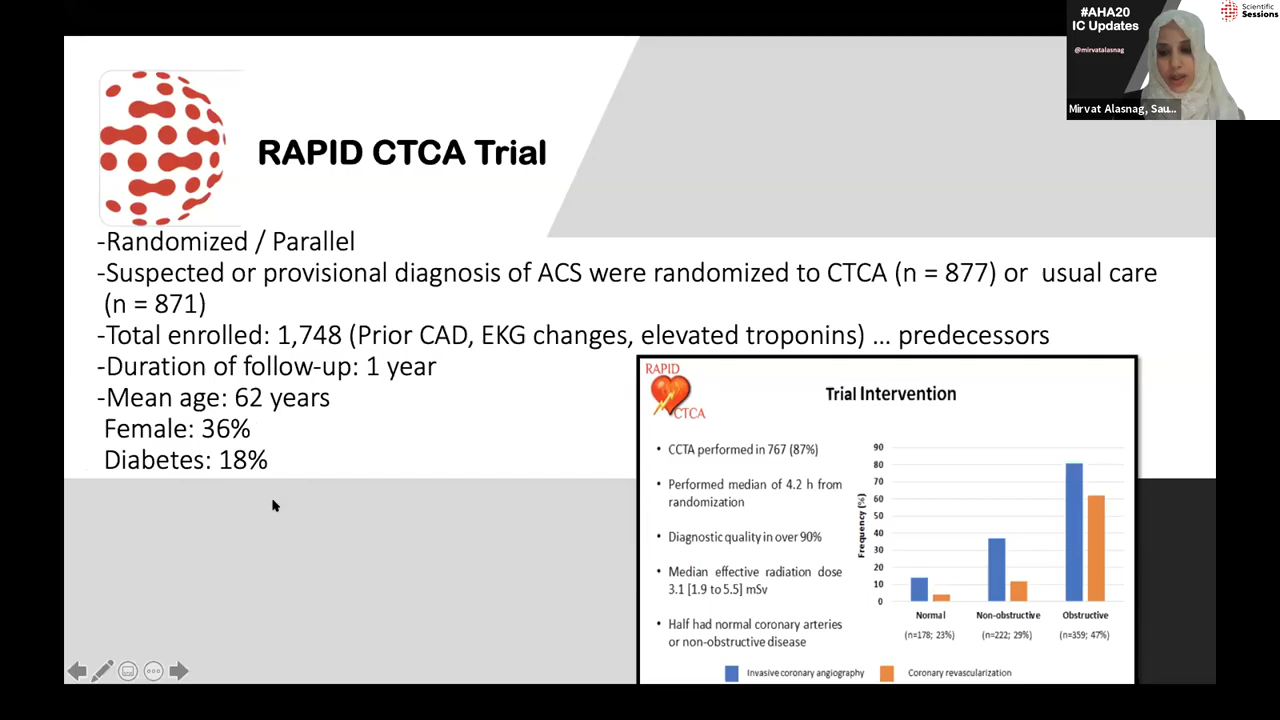 #AHA20
IC Updates
@mirvatalasnag
Mirvat Alasnag, Sau...
Scientific
Sessions
RAPID CTCA Trial
-Randomized / Parallel
-Suspected or provisional diagnosis of ACS were randomized to CTCA (n = 877) or usual care
(n = 871)
-Total enrolled: 1,748 (Prior CAD, EKG changes, elevated troponins) ... predecessors
-Duration of follow-up: 1 year
-Mean age: 62 years
Female: 36%
Diabetes: 18%
RAPID
CTCA
Trial Intervention
• CCTA performed in 767 (87%)
• Performed median of 4.2 h from
randomization
• Diagnostic quality in over 90%
• Median effective radiation dose
3.1 [1.9 to 5.5] mSv
• Half had normal coronary arteries
or non-obstructive disease
Frequency (%)
90
80
70
60
50
40
30
20
10
0
Normal Non-obstructive Obstructive
(n=178; 23%) (n=222; 29%) (n=359; 47%)
Invasive coronary angiography Coronary revascularization